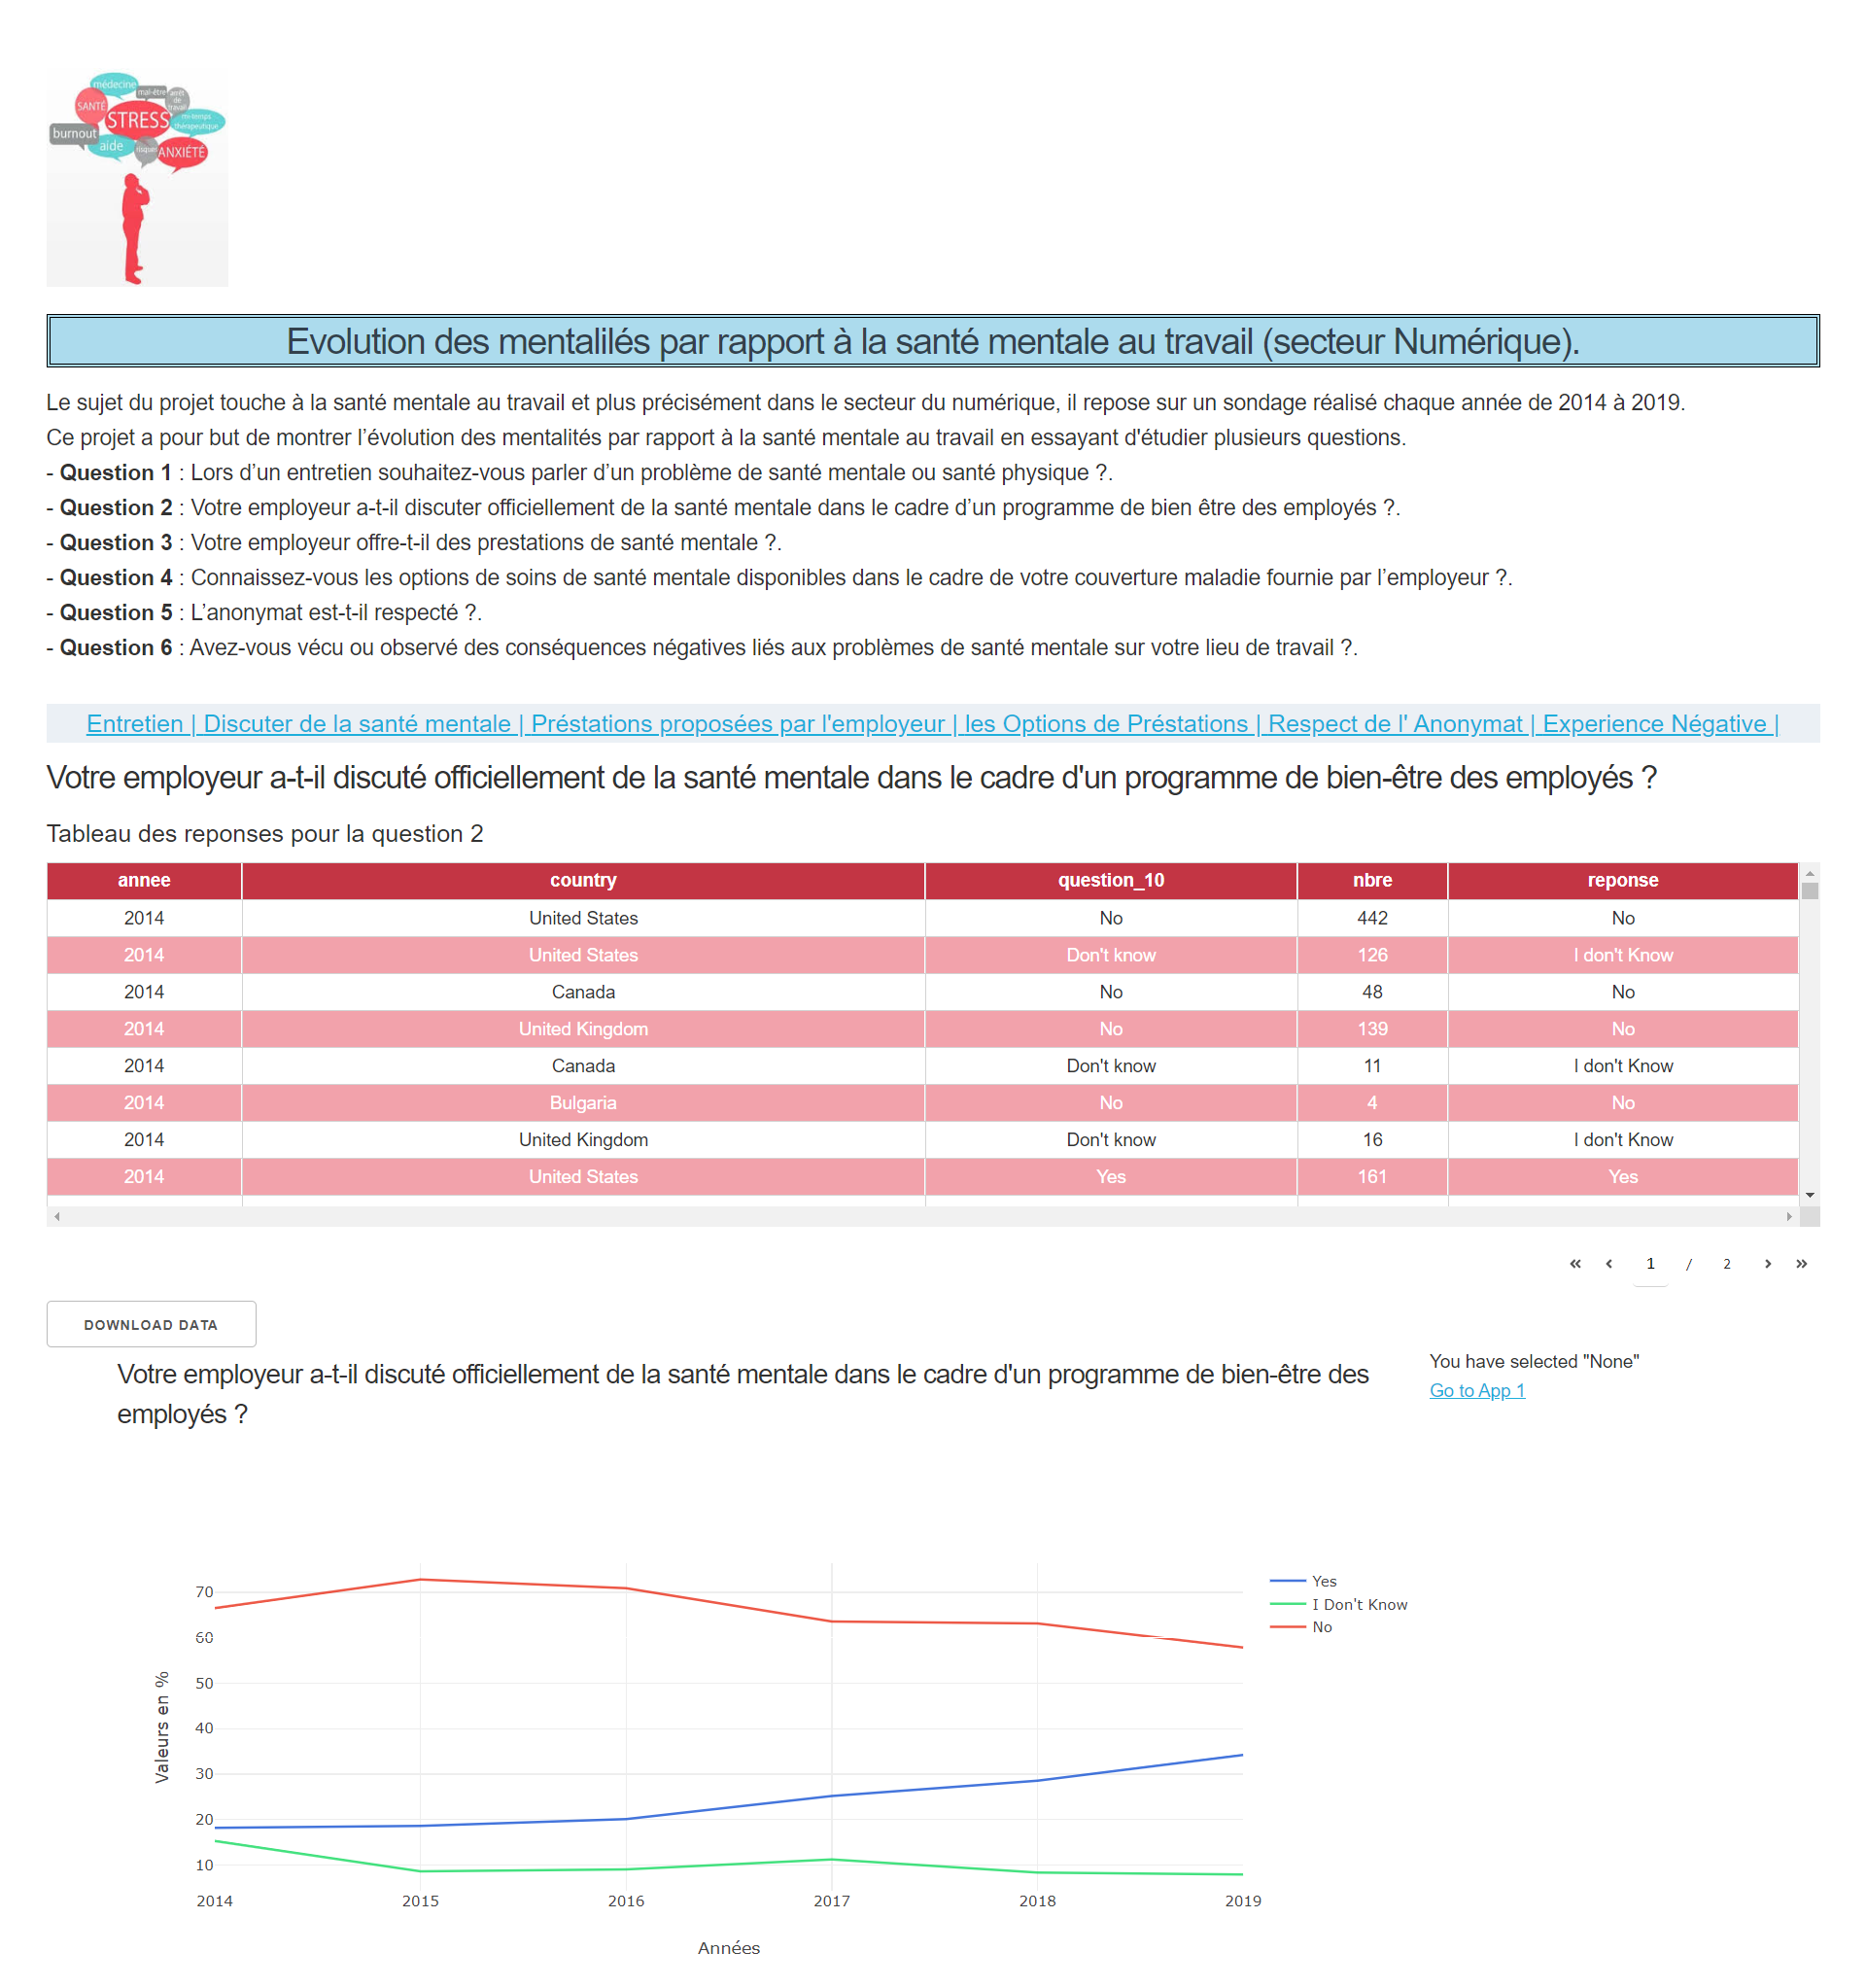 médecine
mal-être
arrêt
de
travail
SANTÉ
STRESS
mi-temps
thérapeutique
burnout
aide
risques
ANXIÉTÉ
Evolution des mentalilés par rapport à la santé mentale au travail (secteur Numérique).
Le sujet du projet touche à la santé mentale au travail et plus précisément dans le secteur du numérique, il repose sur un sondage réalisé chaque année de 2014 à 2019.
Ce projet a pour but de montrer l’évolution des mentalités par rapport à la santé mentale au travail en essayant d'étudier plusieurs questions.
- Question 1 : Lors d’un entretien souhaitez-vous parler d’un problème de santé mentale ou santé physique ?.
- Question 2 : Votre employeur a-t-il discuter officiellement de la santé mentale dans le cadre d’un programme de bien être des employés ?.
- Question 3 : Votre employeur offre-t-il des prestations de santé mentale ?.
- Question 4 : Connaissez-vous les options de soins de santé mentale disponibles dans le cadre de votre couverture maladie fournie par l’employeur ?.
- Question 5 : L’anonymat est-t-il respecté ?.
- Question 6 : Avez-vous vécu ou observé des conséquences négatives liés aux problèmes de santé mentale sur votre lieu de travail ?.
Entretien | Discuter de la santé mentale | Préstations proposées par l'employeur | les Options de Préstations | Respect de l' Anonymat | Experience Négative |
Votre employeur a-t-il discuté officiellement de la santé mentale dans le cadre d'un programme de bien-être des employés ?
Tableau des reponses pour la question 2
annee country question_10 nbre reponse
2014 United States No 442 No
2014 United States Don't know 126 I don't Know
2014 Canada No 48 No
2014 United Kingdom No 139 No
2014 Canada Don't know 11 I don't Know
2014 Bulgaria No 4 No
2014 United Kingdom Don't know 16 I don't Know
2014 United States Yes 161 Yes
« ‹ 1 / 2 › »
DOWNLOAD DATA
Votre employeur a-t-il discuté officiellement de la santé mentale dans le cadre d'un programme de bien-être des
employés ?
You have selected "None"
Go to App 1
70
60
50
40
30
20
10
Valeurs en %
2014 2015 2016 2017 2018 2019
Années
Yes
I Don't Know
No